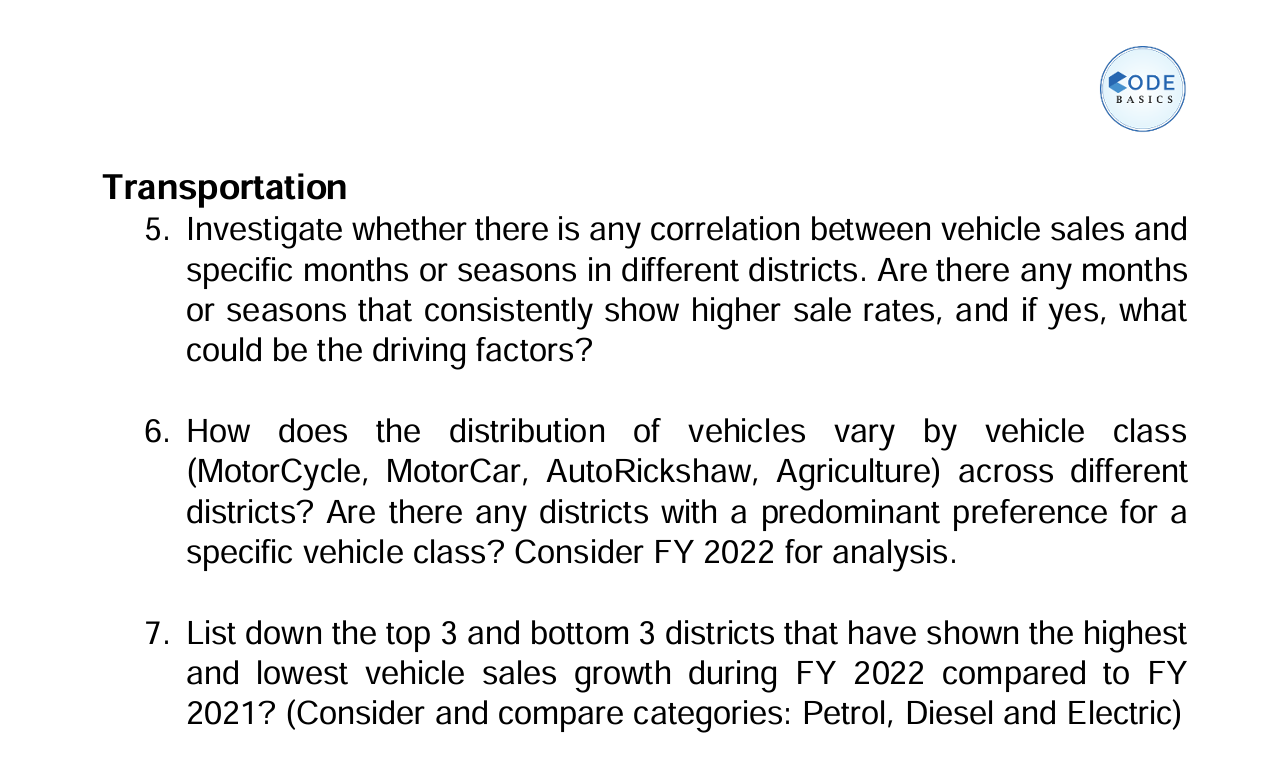 CODE
BASICS
Transportation
5. Investigate whether there is any correlation between vehicle sales and
specific months or seasons in different districts. Are there any months
or seasons that consistently show higher sale rates, and if yes, what
could be the driving factors?
6. How does the distribution of vehicles vary by vehicle class
(MotorCycle, MotorCar, AutoRickshaw, Agriculture) across different
districts? Are there any districts with a predominant preference for a
specific vehicle class? Consider FY 2022 for analysis.
7. List down the top 3 and bottom 3 districts that have shown the highest
and lowest vehicle sales growth during FY 2022 compared to FY
2021? (Consider and compare categories: Petrol, Diesel and Electric)